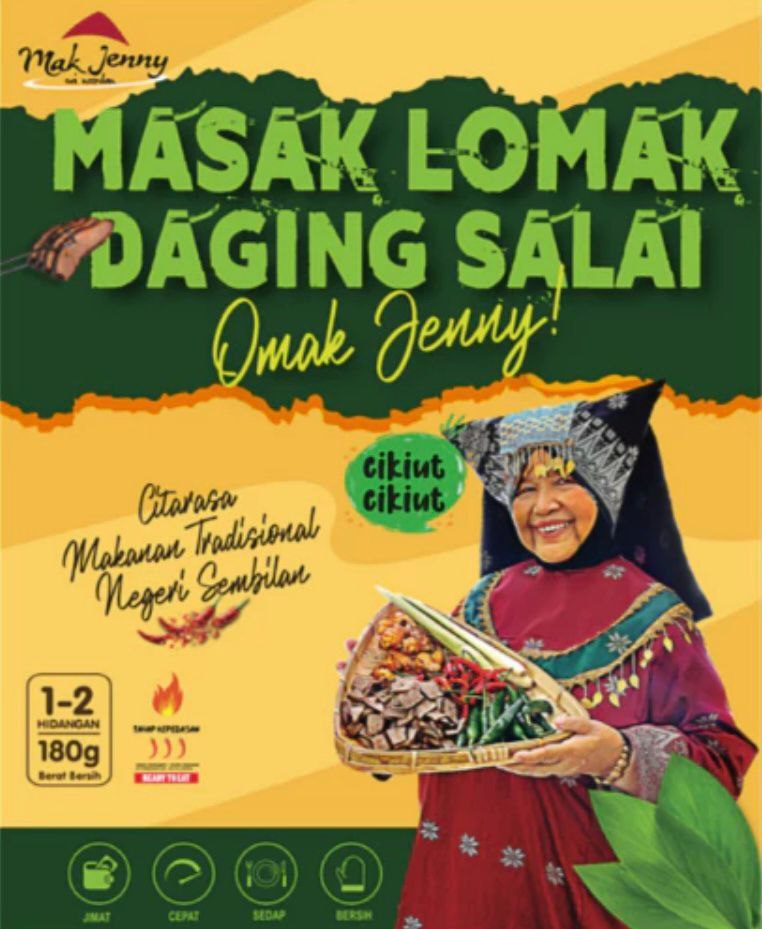 Mak Jenny
MASAK LOMAK
DAGING SALAI
Omak Jenny!
cikiut
cikiut
Citarasa
Makanan Tradisional
Negeri Sembilan
1-2
HIDANGAN
180g
Berat Bersih
TAHAP KEPEDASAN
READY TO EAT
JIMAT
CEPAT
SEDAP
BERSIH